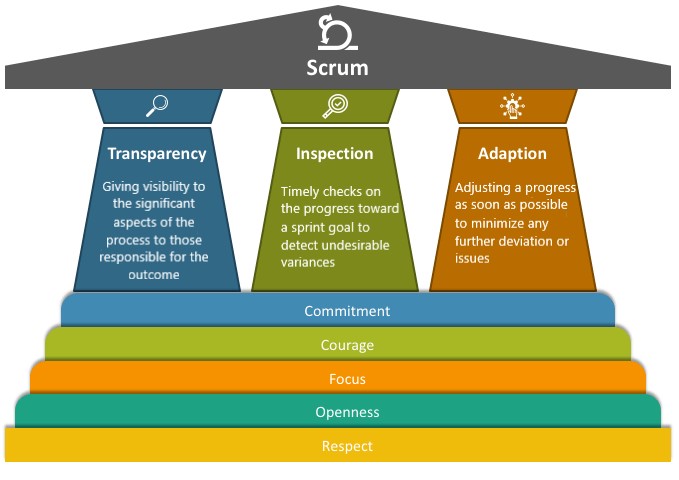 Scrum
Transparency
Giving visibility to
the significant
aspects of the
process to those
responsible for the
outcome
Inspection
Timely checks on
the progress toward
a sprint goal to
detect undesirable
variances
Adaption
Adjusting a progress
as soon as possible
to minimize any
further deviation or
issues
Commitment
Courage
Focus
Openness
Respect